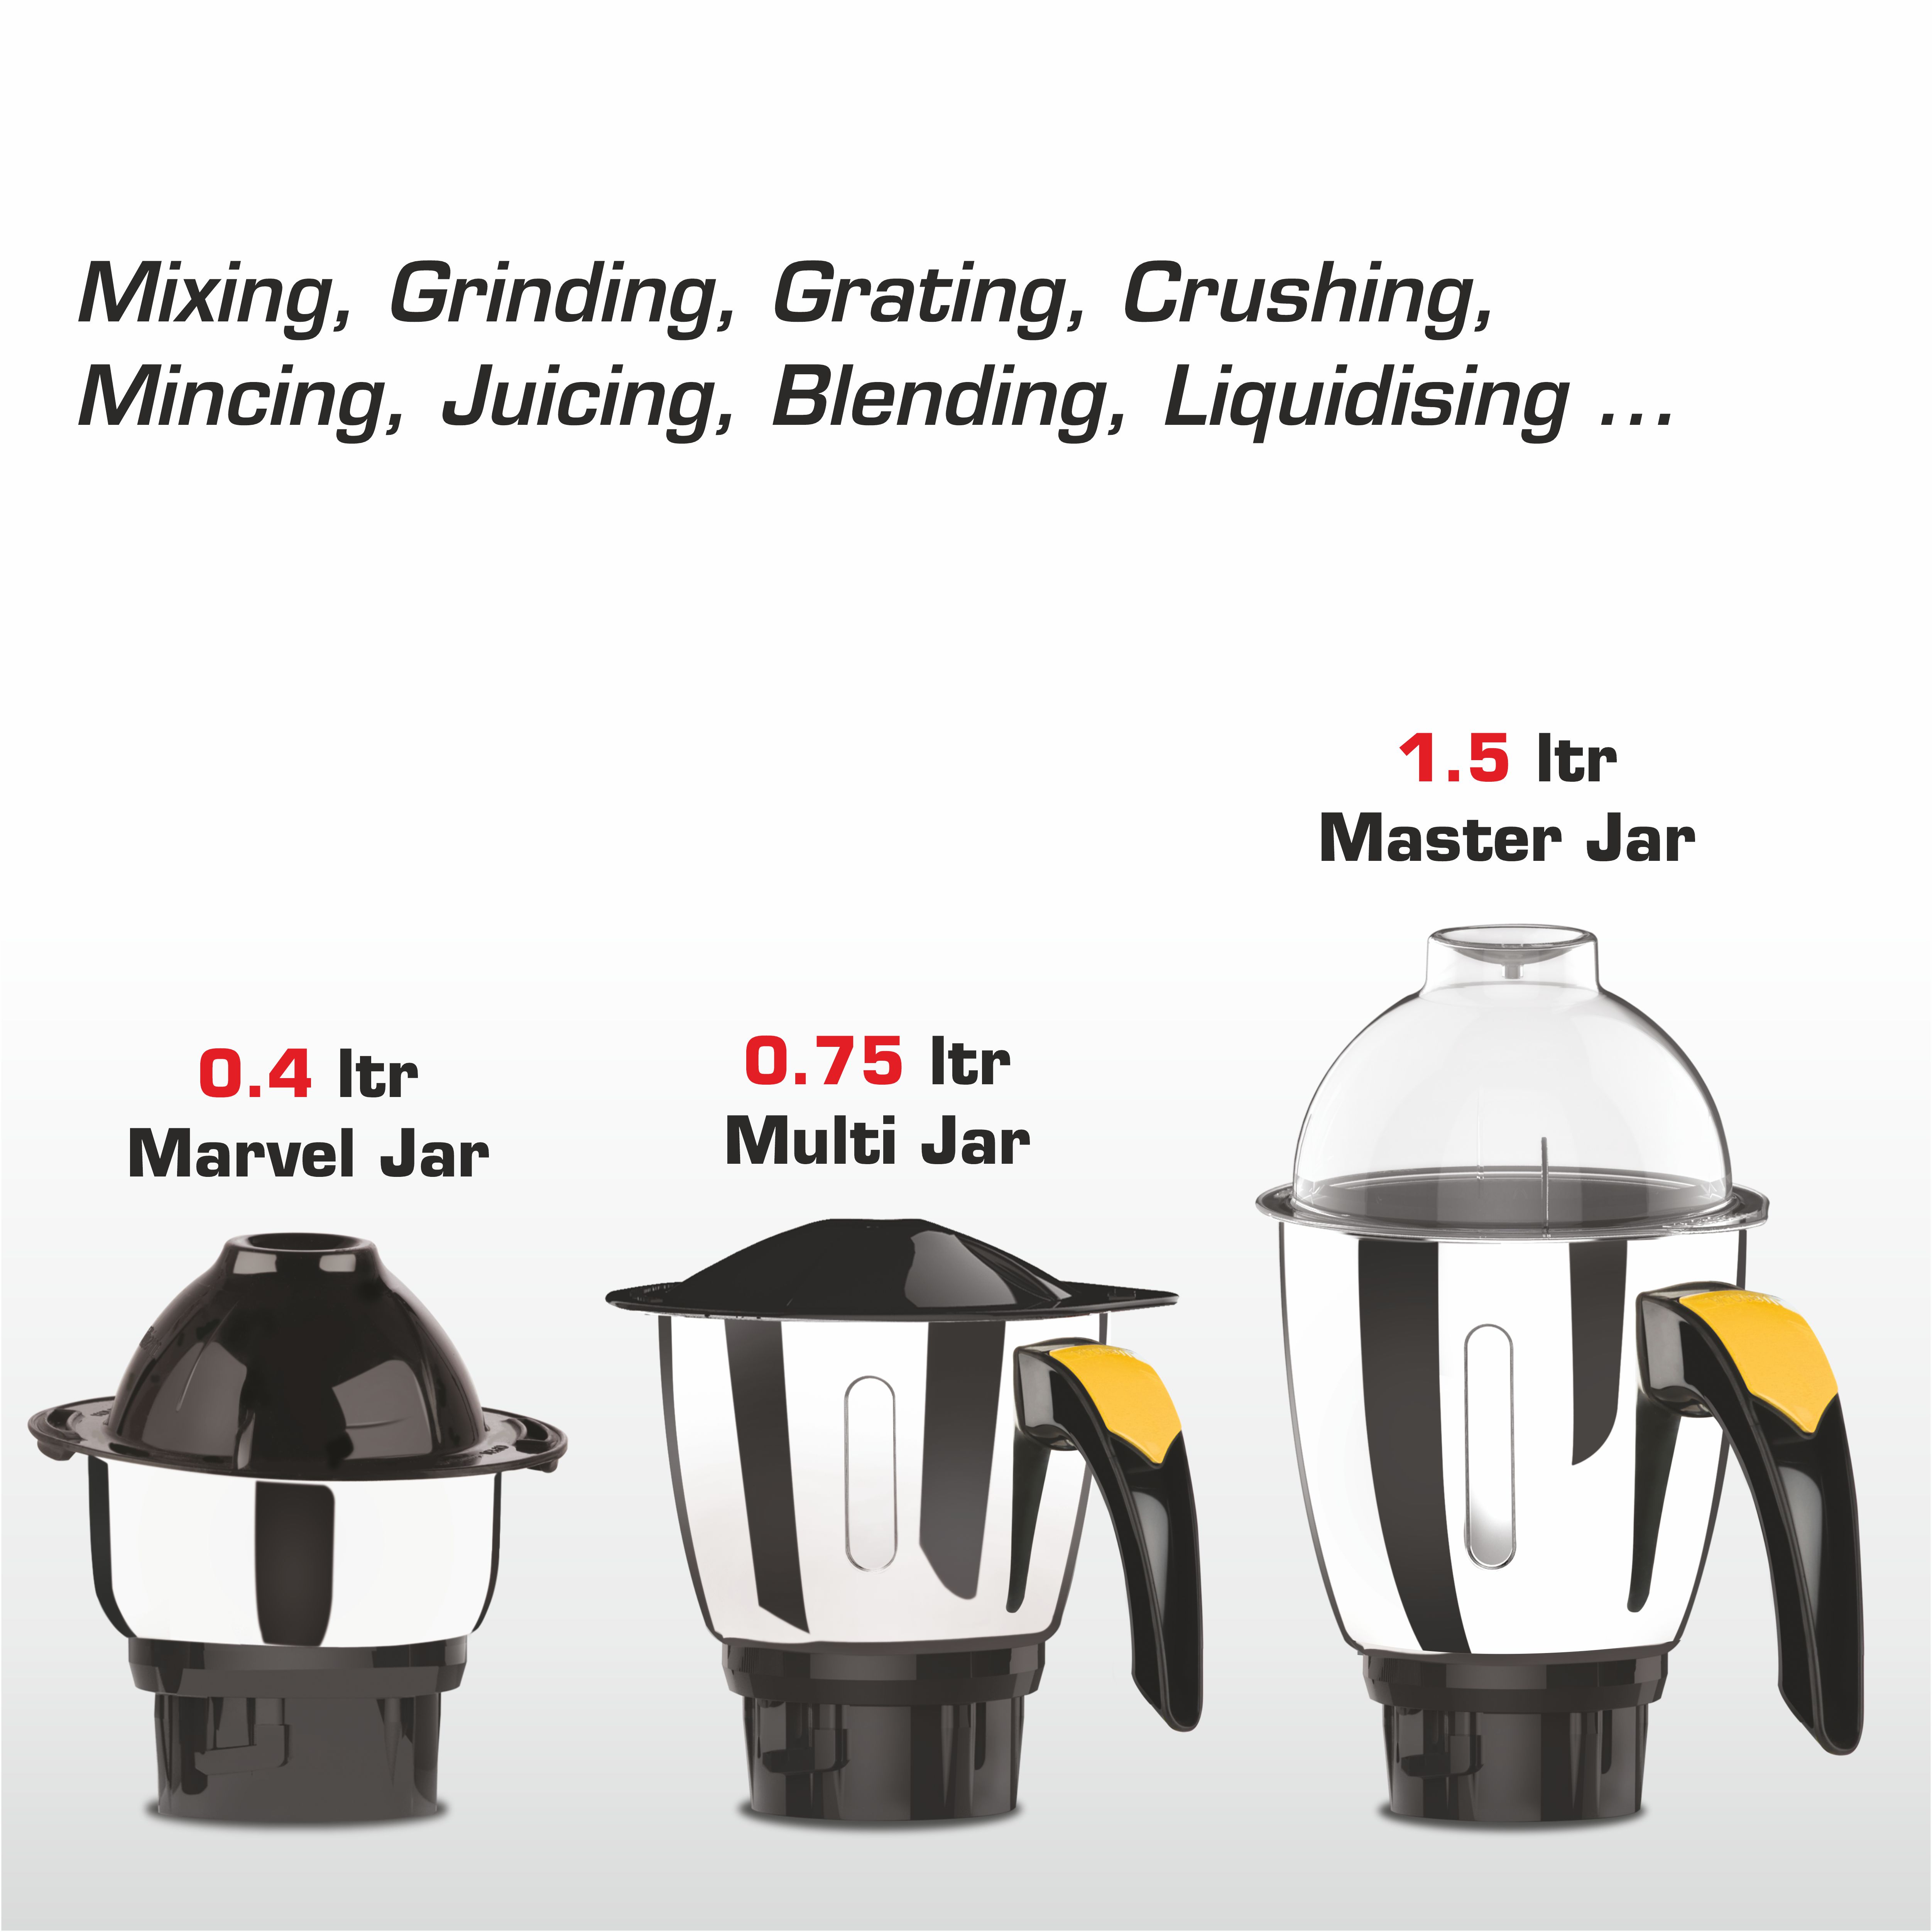 Mixing, Grinding, Grating, Crushing,
Mincing, Juicing, Blending, Liquidising ...
0.4 ltr
Marvel Jar
0.75 ltr
Multi Jar
1.5 ltr
Master Jar